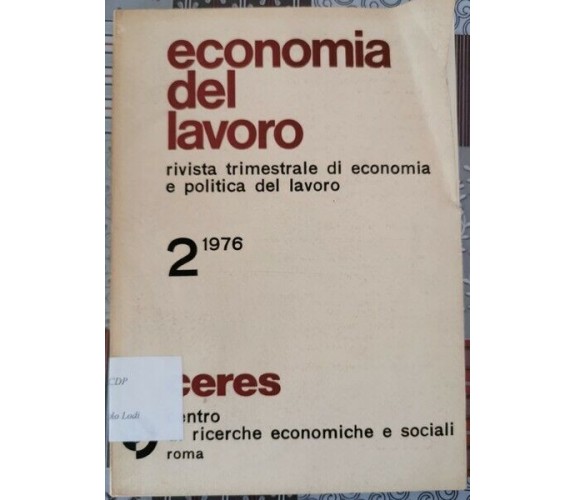 economia
del
lavoro
rivista trimestrale di economia
e politica del lavoro
2 1976
CDP
Lodi
ceres
centro
ricerche economiche e sociali
roma